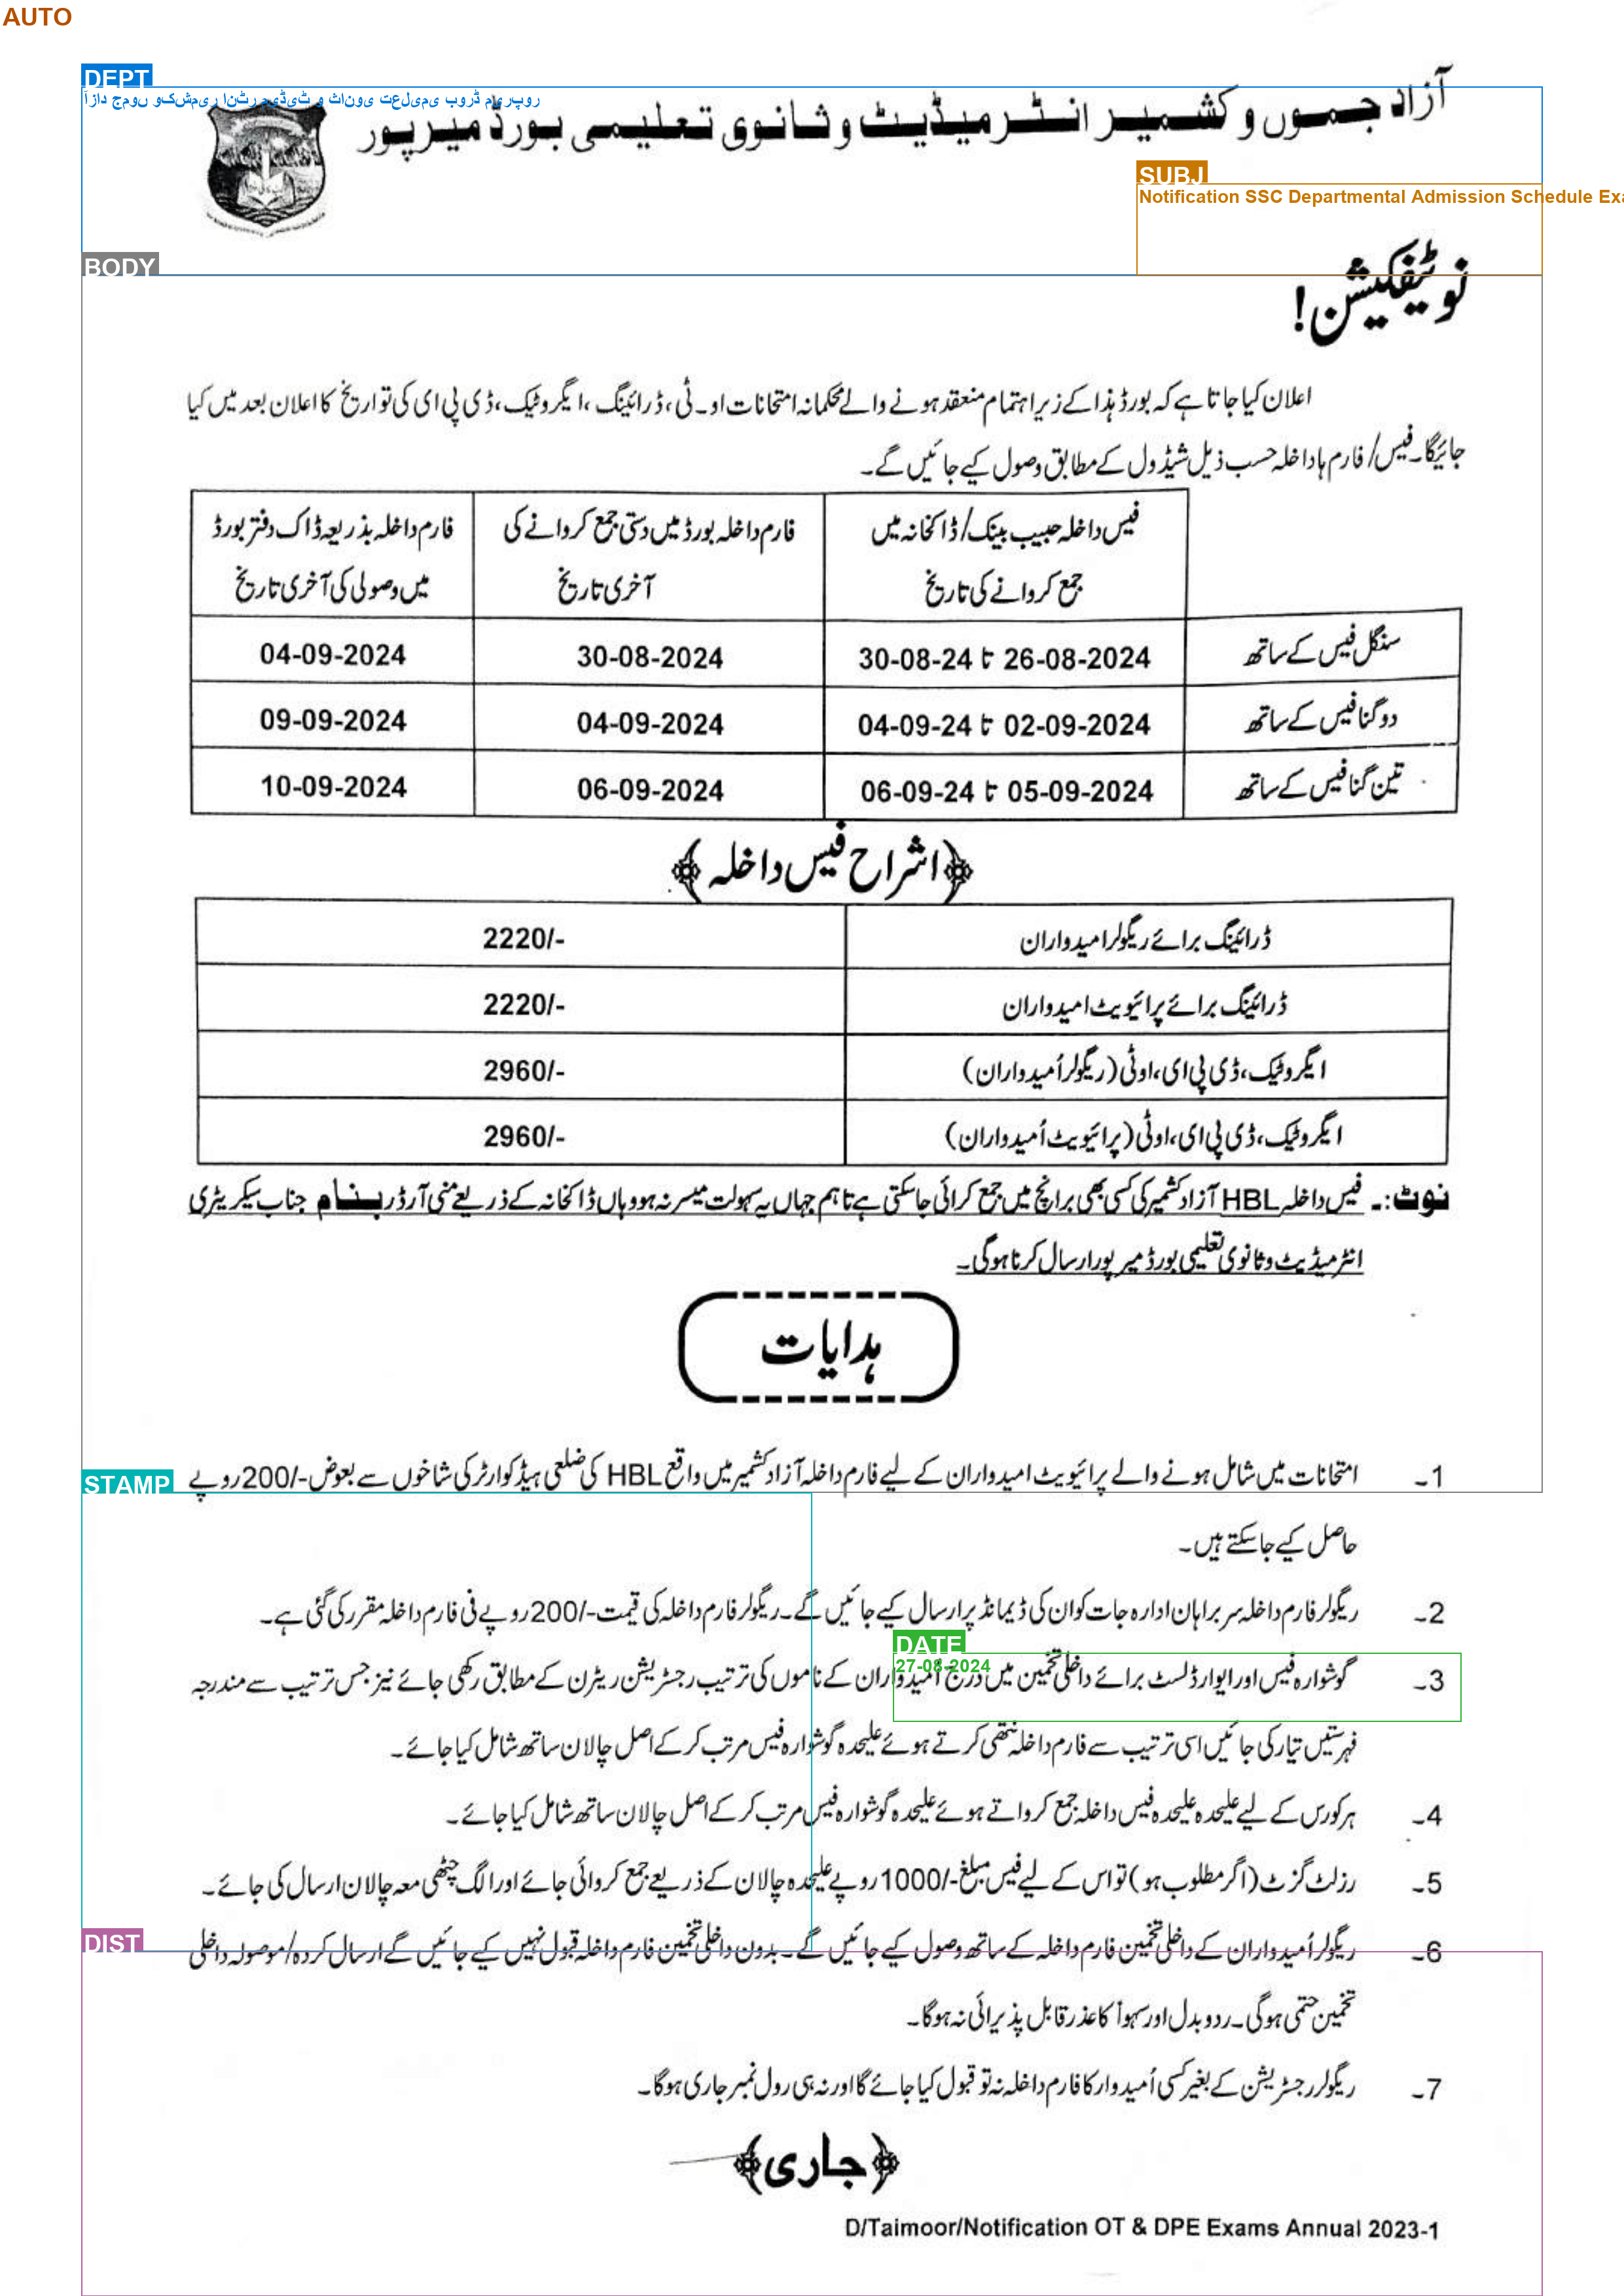 AUTO
DEPT
آزاد جموں وکشمیر انٹرمیڈیٹ و ثانوی تعلیمی بورڈ میرپور
آزاد جموں و کشمیر انٹرمیڈیٹ و ثانوی تعلیمی بورڈ میرپور
SUBJ
Notification SSC Departmental Admission Schedule Exa
BODY
نوٹیفکیشن!
اعلان کیا جاتا ہے کہ بورڈ ہذا کے زیر اہتمام منعقد ہونے والے محکمانہ امتحانات او۔ٹی، ڈرائینگ، ایگروٹیک، ڈی پی ای کی تواریخ کا اعلان بعد میں کیا
جائیگا۔ فیس/فارم ہا داخلہ حسب ذیل شیڈول کے مطابق وصول کیے جائیں گے۔
فیس داخلہ حبیب بینک/ڈاکخانہ میں جمع کروانے کی تاریخ | فارم داخلہ بورڈ میں دستی جمع کروانے کی آخری تاریخ | فارم داخلہ بذریعہ ڈاک دفتر بورڈ میں وصولی کی آخری تاریخ
سنگل فیس کے ساتھ | 26-08-2024 تا 30-08-24 | 30-08-2024 | 04-09-2024
دوگنا فیس کے ساتھ | 02-09-2024 تا 04-09-24 | 04-09-2024 | 09-09-2024
تین گنا فیس کے ساتھ | 05-09-2024 تا 06-09-24 | 06-09-2024 | 10-09-2024
﴿اشراح فیس داخلہ﴾
ڈرائینگ برائے ریگولر امیدواران | 2220/-
ڈرائینگ برائے پرائیویٹ امیدواران | 2220/-
ایگروٹیک، ڈی پی ای، اوٹی (ریگولر اُمیدواران) | 2960/-
ایگروٹیک، ڈی پی ای، اوٹی (پرائیویٹ اُمیدواران) | 2960/-
نوٹ:۔ فیس داخلہ HBL آزاد کشمیر کی کسی بھی برانچ میں جمع کرائی جاسکتی ہے تاہم جہاں یہ سہولت میسر نہ ہو وہاں ڈاکخانہ کے ذریعے منی آرڈر بنام جناب سیکریٹری
انٹرمیڈیٹ و ثانوی تعلیمی بورڈ میرپور ارسال کرنا ہوگی۔
ہدایات
STAMP
1۔ امتحانات میں شامل ہونے والے پرائیویٹ امیدواران کے لیے فارم داخلہ آزاد کشمیر میں واقع HBL کی ضلعی ہیڈکوارٹر کی شاخوں سے بعوض -/200 روپے
حاصل کیے جاسکتے ہیں۔
2۔ ریگولر فارم داخلہ سربراہان ادارہ جات کو ان کی ڈیمانڈ پر ارسال کیے جائیں گے۔ ریگولر فارم داخلہ کی قیمت -/200 روپے فی فارم داخلہ مقرر کی گئی ہے۔
DATE
27-08-2024
3۔ گوشوارہ فیس اور ایوارڈ لسٹ برائے داخلی تخمین میں درج اُمیدواران کے ناموں کی ترتیب رجسٹریشن ریٹرن کے مطابق رکھی جائے نیز جس ترتیب سے مندرجہ
فہرستیں تیار کی جائیں اسی ترتیب سے فارم داخلہ نتھی کرتے ہوئے علیحدہ گوشوارہ فیس مرتب کر کے اصل چالان ساتھ شامل کیا جائے۔
4۔ ہر کورس کے لیے علیحدہ علیحدہ فیس داخلہ جمع کرواتے ہوئے علیحدہ گوشوارہ فیس مرتب کر کے اصل چالان ساتھ شامل کیا جائے۔
5۔ رزلٹ گزٹ (اگر مطلوب ہو) تو اس کے لیے فیس مبلغ -/1000 روپے علیحدہ چالان کے ذریعے جمع کروائی جائے اور الگ چٹھی معہ چالان ارسال کی جائے۔
DIST
6۔ ریگولر اُمیدواران کے داخلی تخمین فارم داخلہ کے ساتھ وصول کیے جائیں گے۔ بدون داخلی تخمین فارم داخلہ قبول نہیں کیے جائیں گے ارسال کردہ/موصولہ داخلی
تخمین حتمی ہوگی۔ ردوبدل اور سہواً کا عذر قابل پذیرائی نہ ہوگا۔
7۔ ریگولر رجسٹریشن کے بغیر کسی اُمیدوار کا فارم داخلہ نہ تو قبول کیا جائے گا اور نہ ہی رول نمبر جاری ہوگا۔
﴿جاری﴾
D/Taimoor/Notification OT & DPE Exams Annual 2023-1